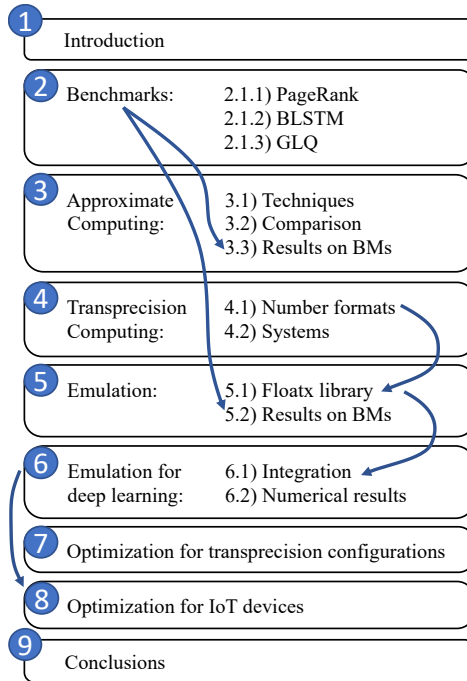 1
Introduction
2
Benchmarks: 2.1.1) PageRank
2.1.2) BLSTM
2.1.3) GLQ
3
Approximate 3.1) Techniques
Computing: 3.2) Comparison
3.3) Results on BMs
4
Transprecision 4.1) Number formats
Computing: 4.2) Systems
5
Emulation: 5.1) Floatx library
5.2) Results on BMs
6
Emulation for 6.1) Integration
deep learning: 6.2) Numerical results
7
Optimization for transprecision configurations
8
Optimization for IoT devices
9
Conclusions